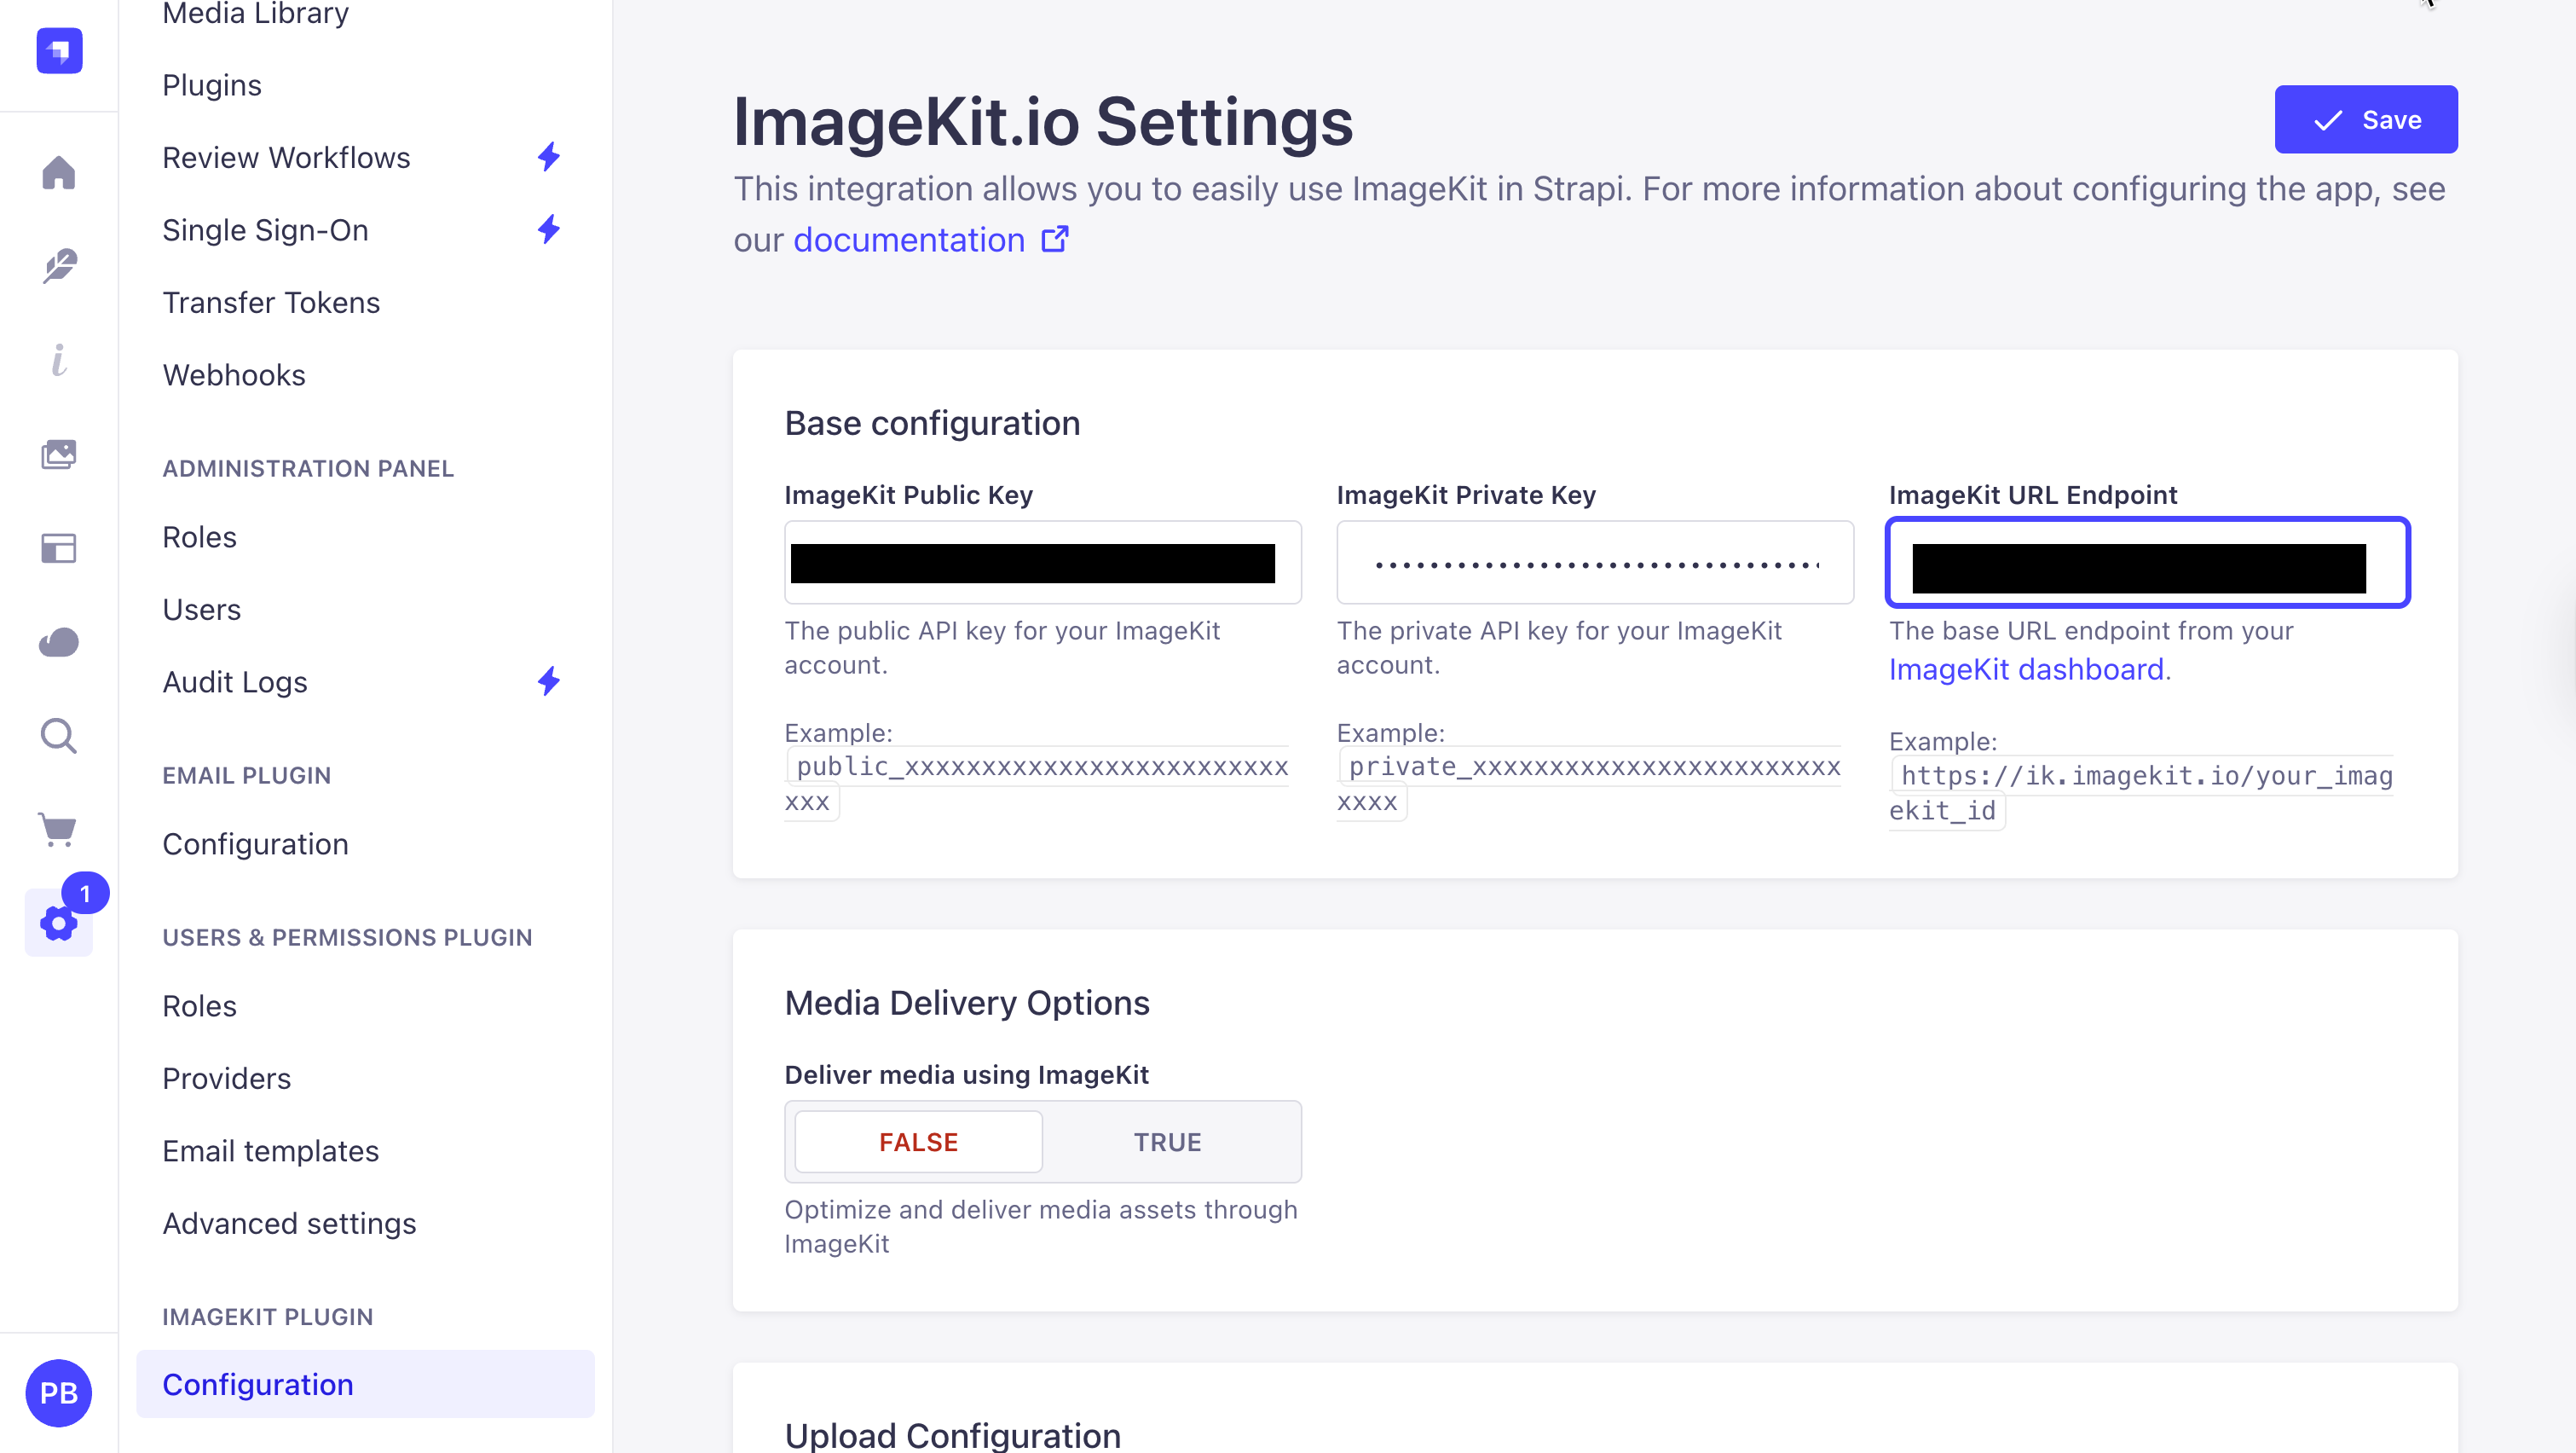 Media Library
Plugins
Review Workflows
Single Sign-On
Transfer Tokens
Webhooks
ADMINISTRATION PANEL
Roles
Users
Audit Logs
EMAIL PLUGIN
Configuration
USERS & PERMISSIONS PLUGIN
Roles
Providers
Email templates
Advanced settings
IMAGEKIT PLUGIN
Configuration
1
PB
ImageKit.io Settings
Save
This integration allows you to easily use ImageKit in Strapi. For more information about configuring the app, see
our documentation
Base configuration
ImageKit Public Key
The public API key for your ImageKit
account.
Example:
public_xxxxxxxxxxxxxxxxxxxxxxxxx
xxx
ImageKit Private Key
The private API key for your ImageKit
account.
Example:
private_xxxxxxxxxxxxxxxxxxxxxxxx
xxxx
ImageKit URL Endpoint
The base URL endpoint from your
ImageKit dashboard.
Example:
https://ik.imagekit.io/your_imag
ekit_id
Media Delivery Options
Deliver media using ImageKit
FALSE
TRUE
Optimize and deliver media assets through
ImageKit
Upload Configuration